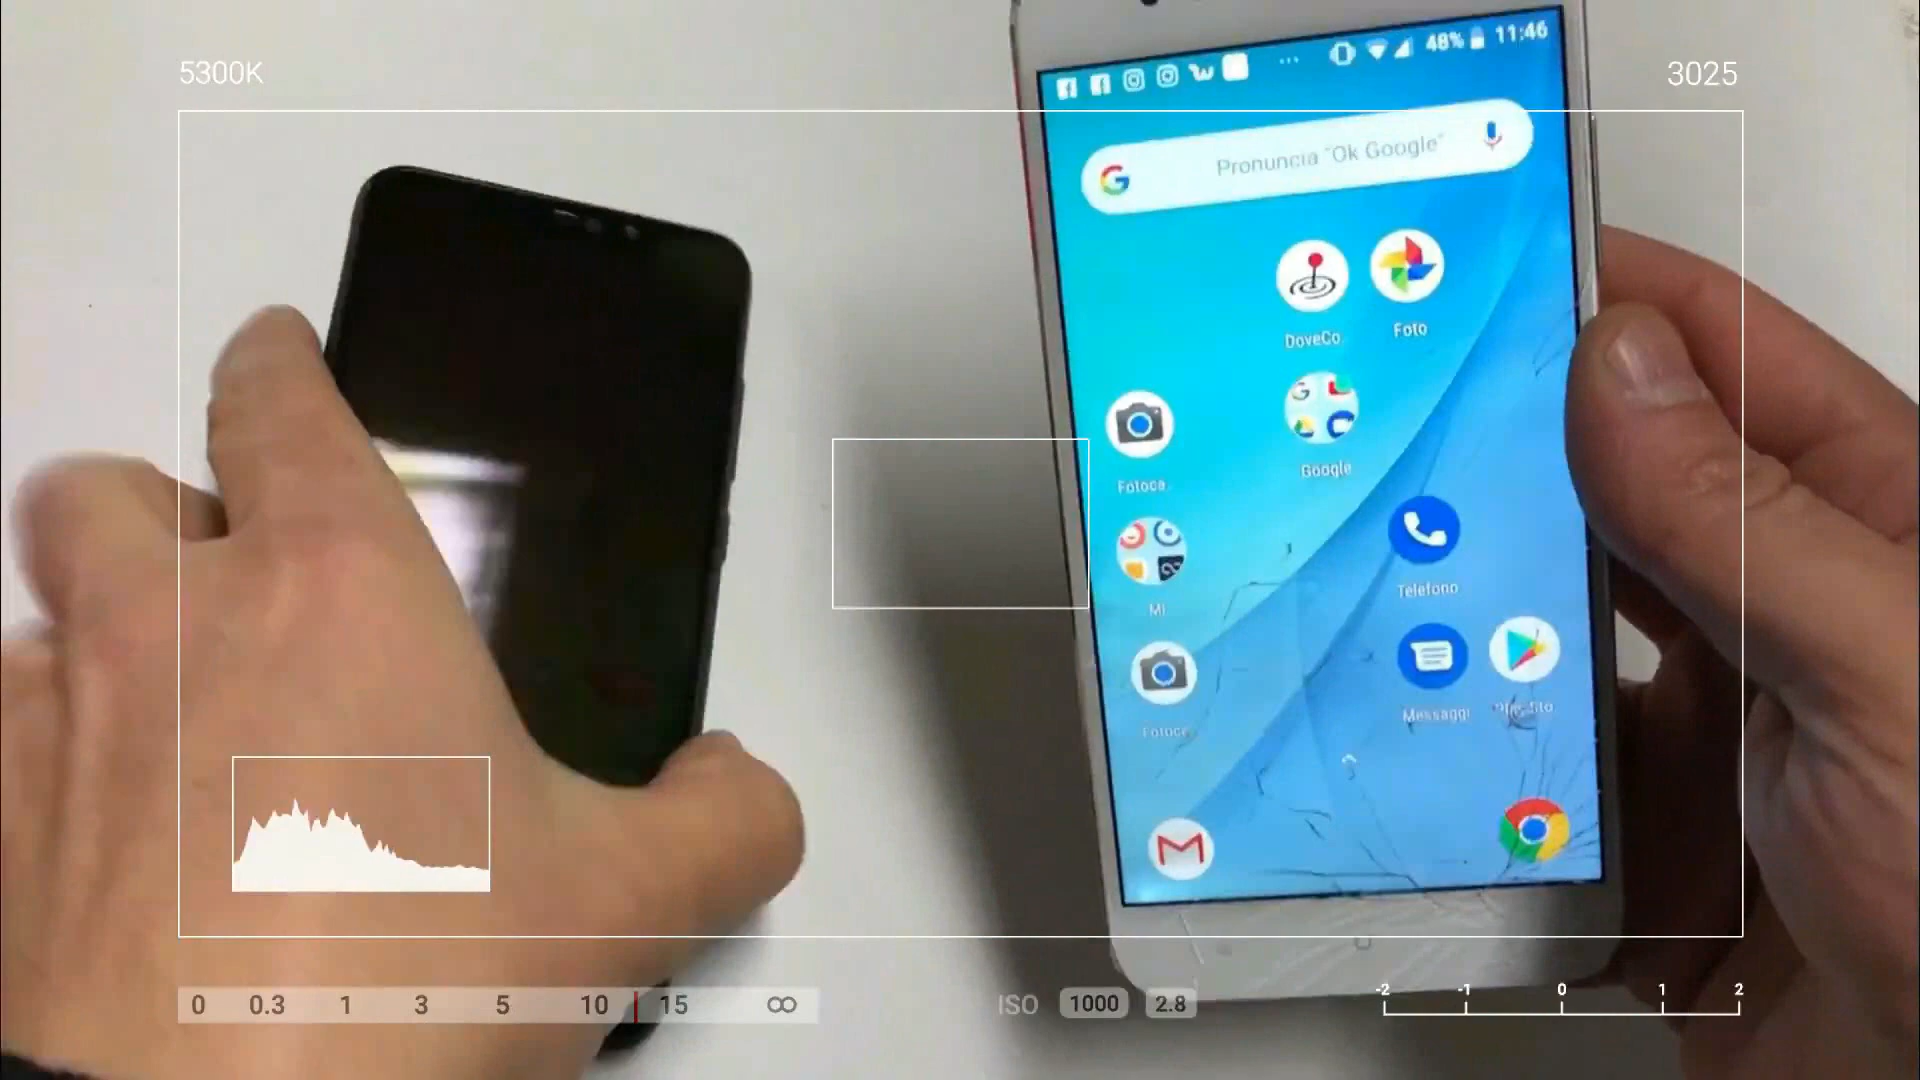 5300K
3025
48% 11:46
Pronuncia "Ok Google"
DoveCo
Foto
Fotoca
Google
Mi
Telefono
Fotoca
Messaggi
0 0.3 1 3 5 10 15 ∞
ISO 1000 2.8
-2 -1 0 1 2